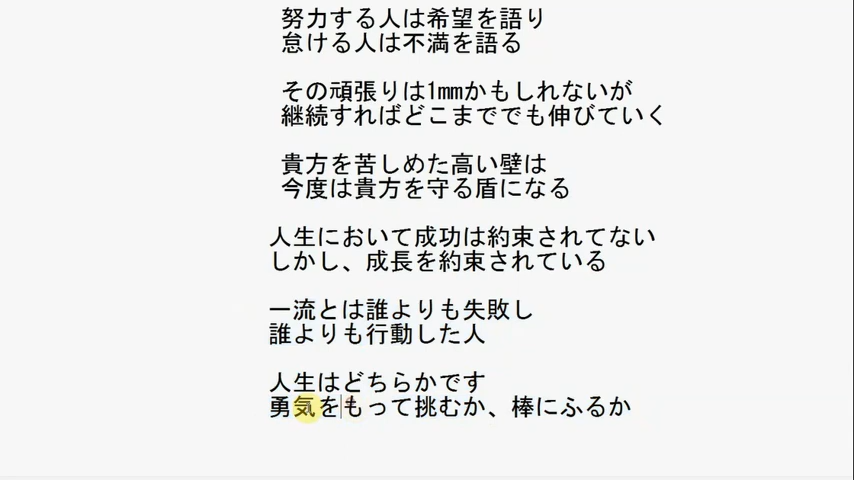 努力する人は希望を語り
怠ける人は不満を語る
その頑張りは1mmかもしれないが
継続すればどこまででも伸びていく
貴方を苦しめた高い壁は
今度は貴方を守る盾になる
人生において成功は約束されてない
しかし、成長を約束されている
一流とは誰よりも失敗し
誰よりも行動した人
人生はどちらかです
勇気をもって挑むか、棒にふるか